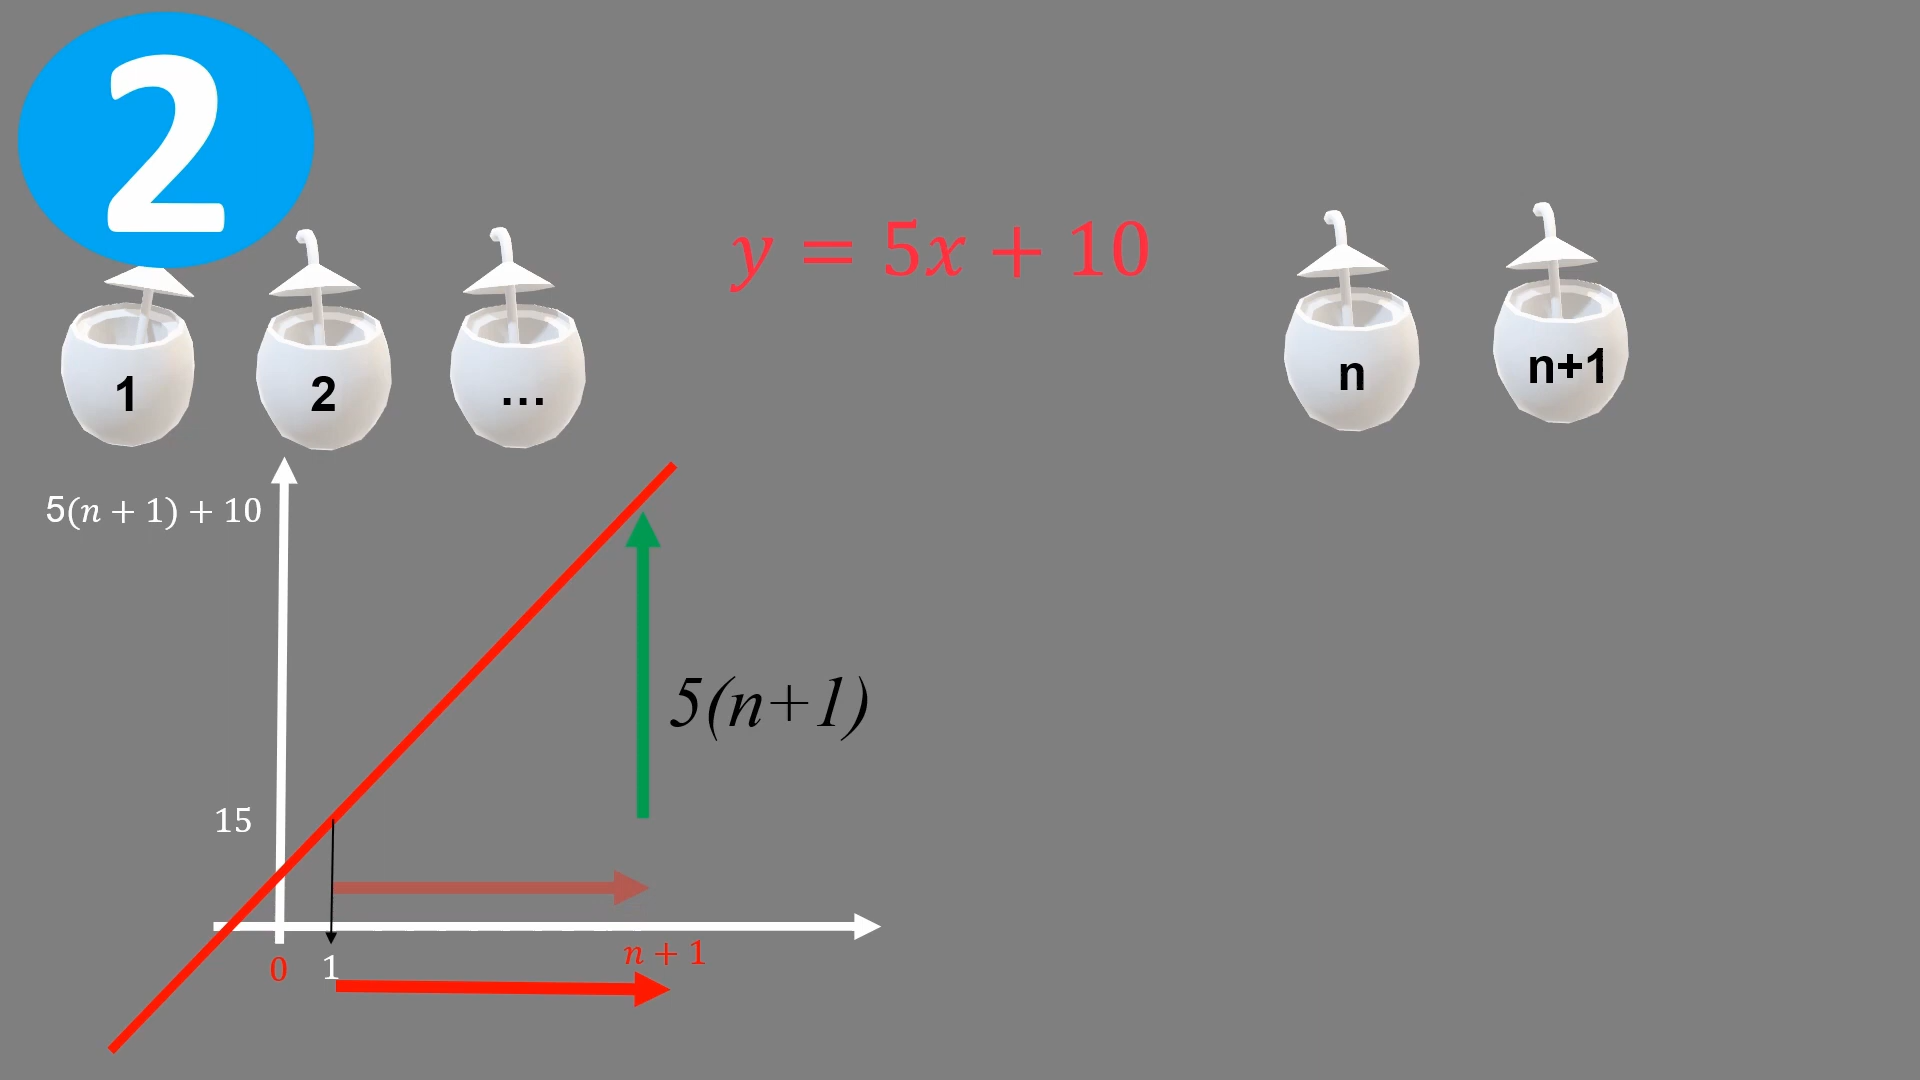 2
y = 5x + 10
1
2
...
n
n+1
5(n + 1) + 10
5(n+1)
15
n + 1
0
1